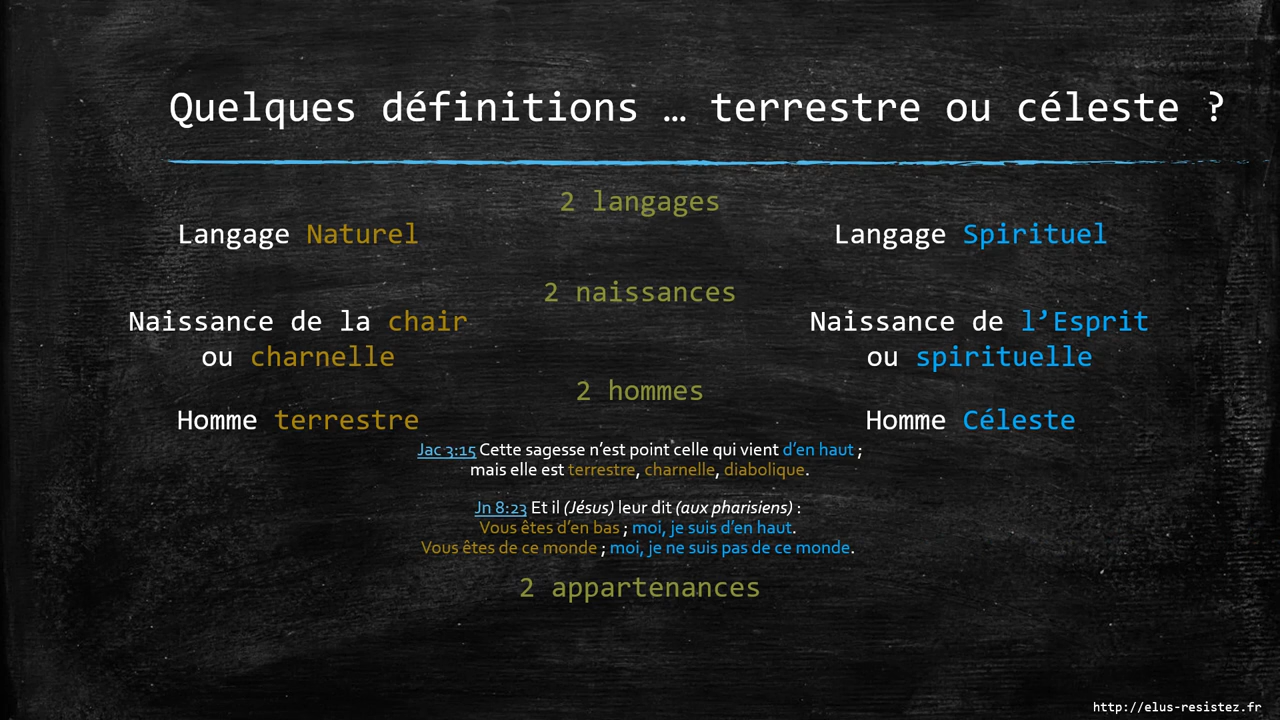 Quelques définitions … terrestre ou céleste ?
2 langages
Langage Naturel
Langage Spirituel
2 naissances
Naissance de la chair
ou charnelle
Naissance de l’Esprit
ou spirituelle
2 hommes
Homme terrestre
Homme Céleste
Jac 3:15 Cette sagesse n’est point celle qui vient d’en haut ;
mais elle est terrestre, charnelle, diabolique.
Jn 8:23 Et il (Jésus) leur dit (aux pharisiens) :
Vous êtes d’en bas ; moi, je suis d’en haut.
Vous êtes de ce monde ; moi, je ne suis pas de ce monde.
2 appartenances
http://elus-resistez.fr